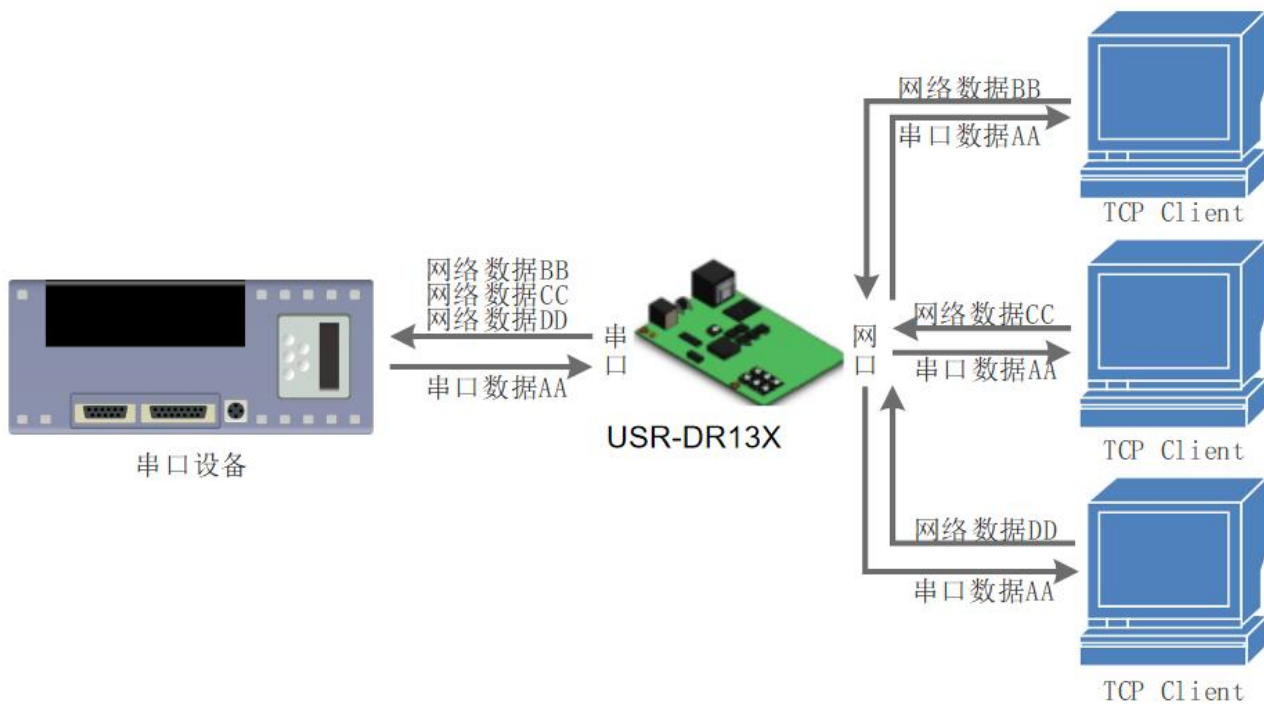 网络数据BB
串口数据AA
TCP Client
网络数据BB
网络数据CC
网络数据DD
串口数据AA
串口设备
串口
USR-DR13X
网口
网络数据CC
串口数据AA
TCP Client
网络数据DD
串口数据AA
TCP Client